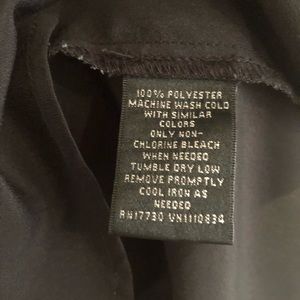 100% POLYESTER
MACHINE WASH COLD
WITH SIMILAR
COLORS
ONLY NON-
CHLORINE BLEACH
WHEN NEEDED
TUMBLE DRY LOW
REMOVE PROMPTLY
COOL IRON AS
NEEDED
RN17730 VN1110834